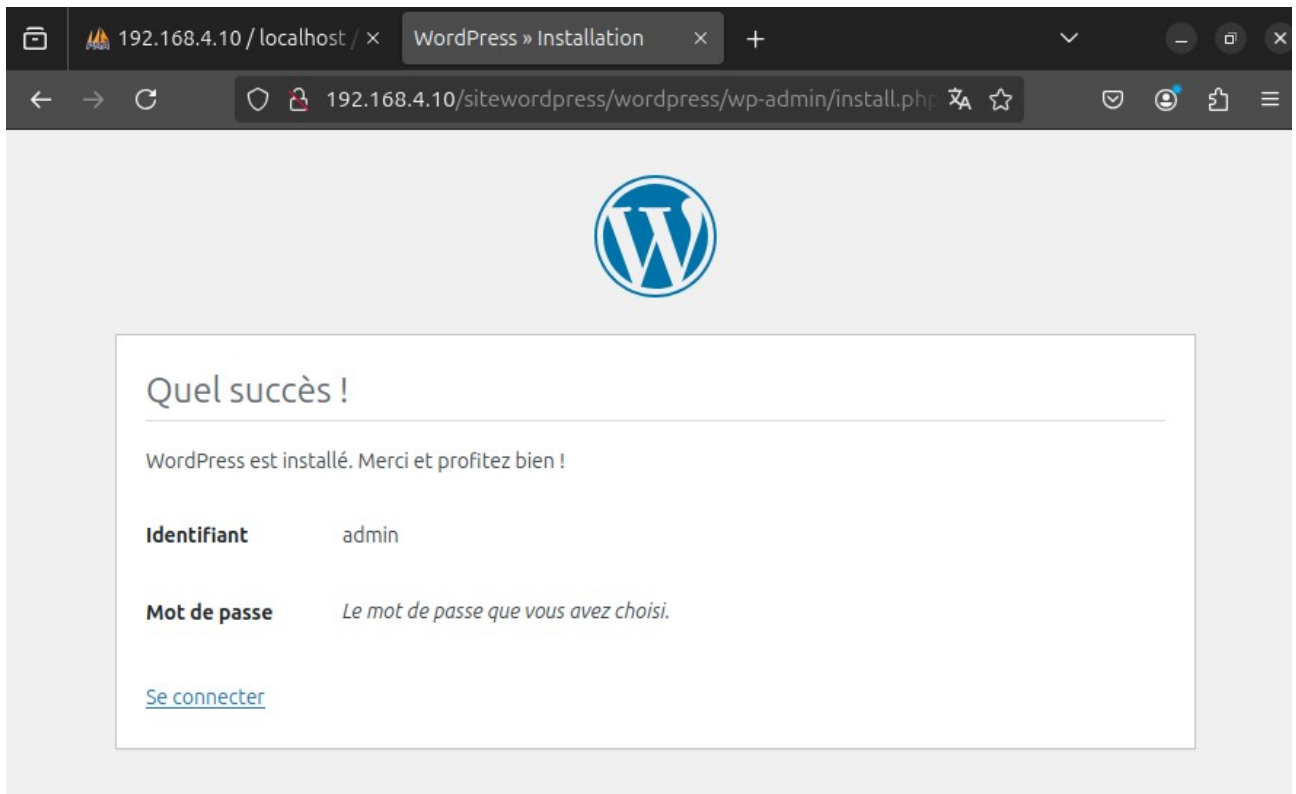 192.168.4.10 / localhost /
WordPress » Installation
192.168.4.10/sitewordpress/wordpress/wp-admin/install.php
Quel succès !
WordPress est installé. Merci et profitez bien !
Identifiant admin
Mot de passe Le mot de passe que vous avez choisi.
Se connecter